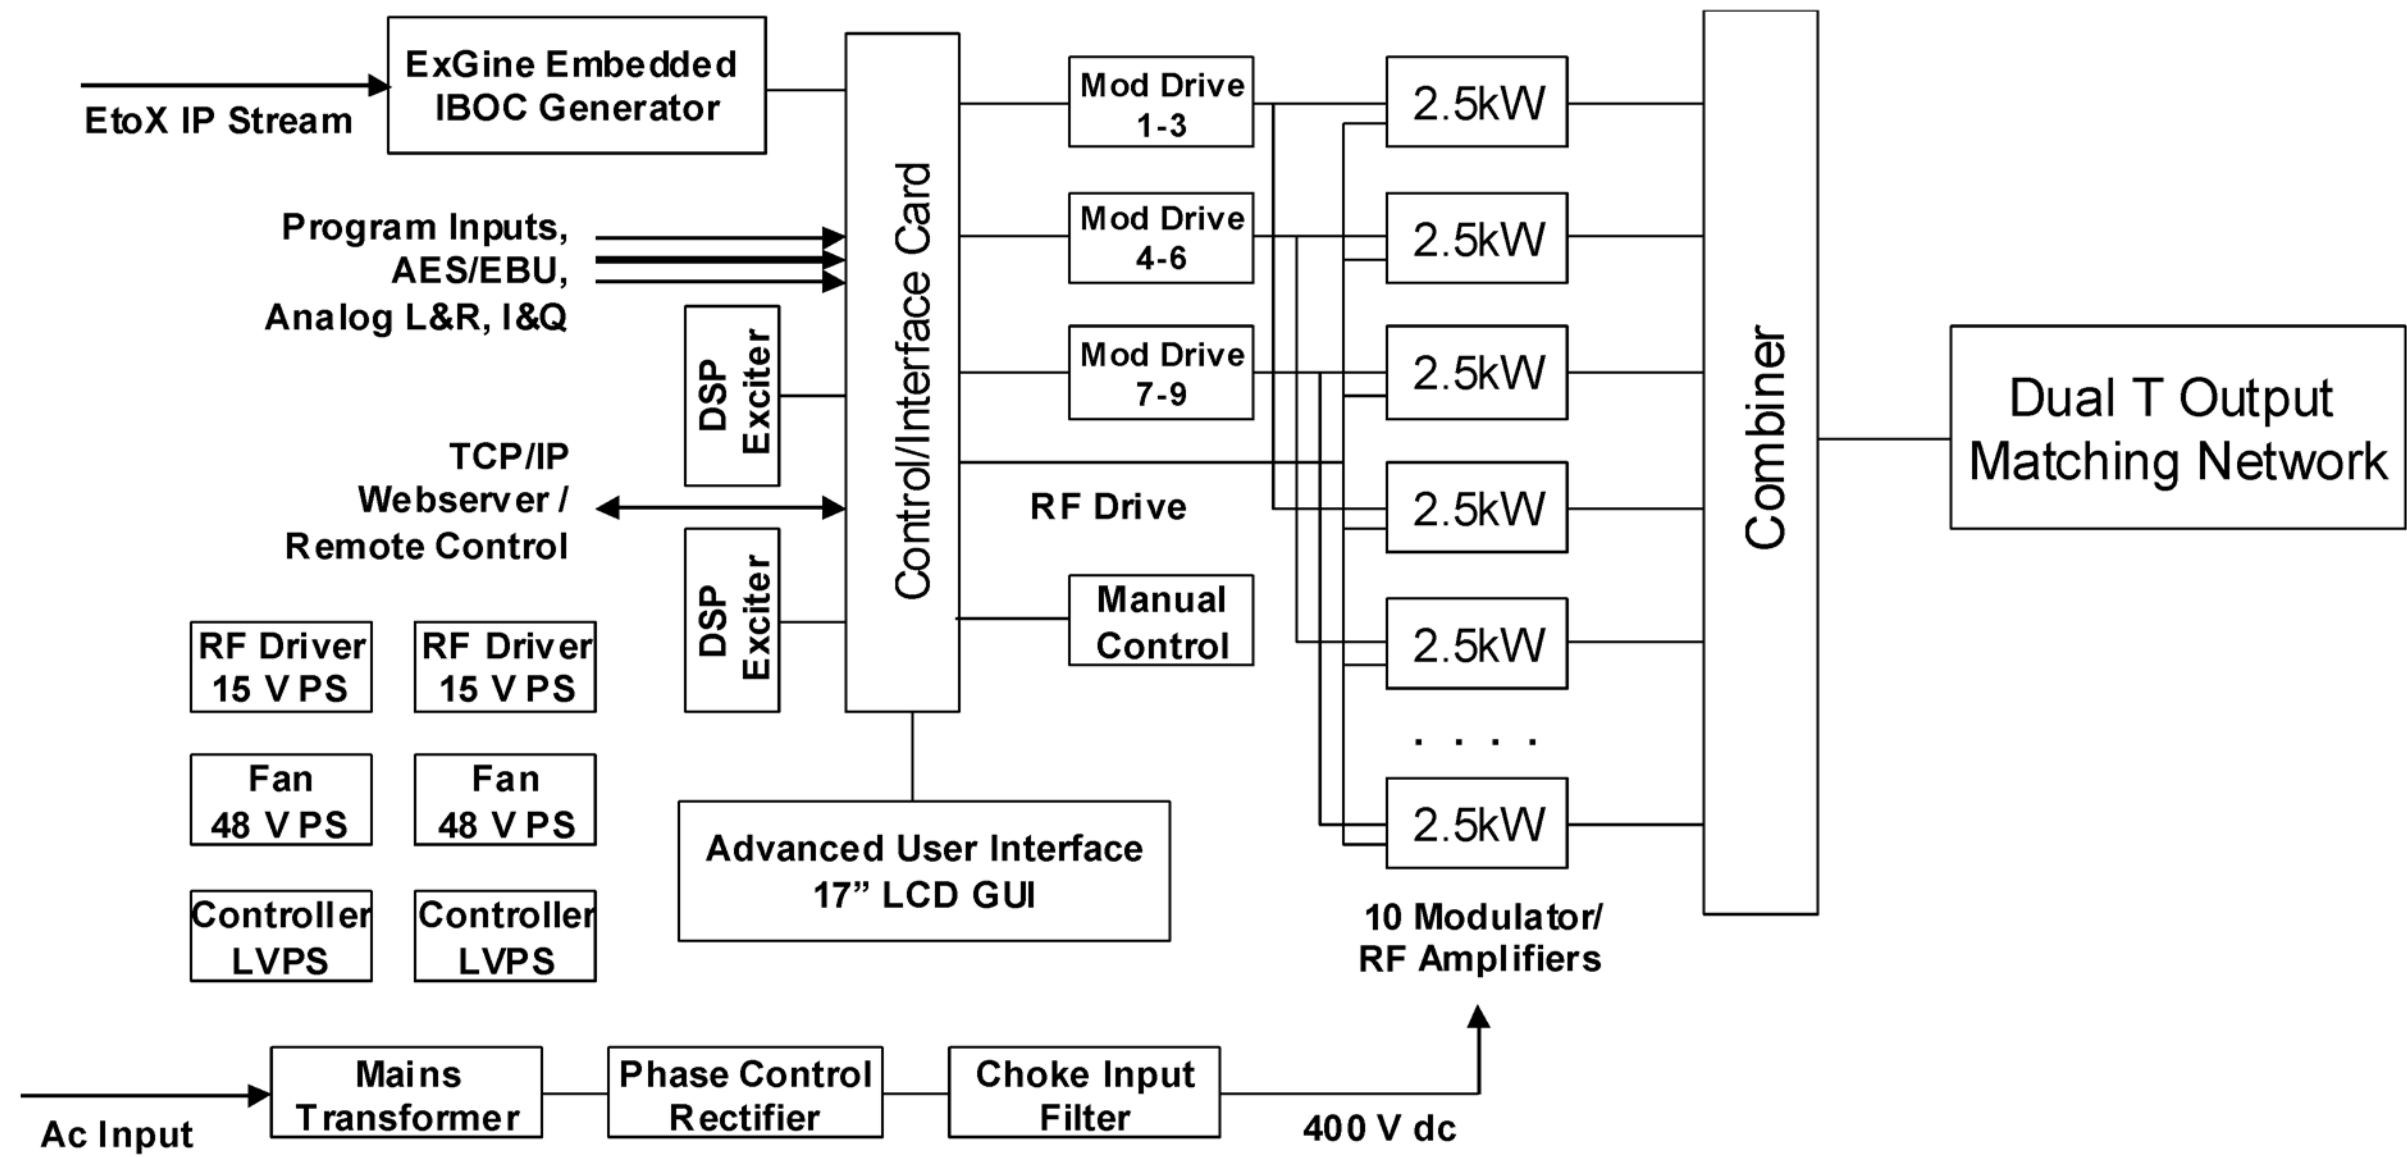 ExGine Embedded
IBOC Generator
EtoX IP Stream
Program Inputs,
AES/EBU,
Analog L&R, I&Q
DSP
Exciter
TCP/IP
Webserver /
Remote Control
DSP
Exciter
Control/Interface Card
Mod Drive
1-3
Mod Drive
4-6
Mod Drive
7-9
RF Drive
Manual
Control
2.5kW
2.5kW
2.5kW
2.5kW
2.5kW
. . . .
2.5kW
10 Modulator/
RF Amplifiers
Combiner
Dual T Output
Matching Network
RF Driver
15 V PS
RF Driver
15 V PS
Fan
48 V PS
Fan
48 V PS
Controller
LVPS
Controller
LVPS
Advanced User Interface
17” LCD GUI
Ac Input
Mains
Transformer
Phase Control
Rectifier
Choke Input
Filter
400 V dc